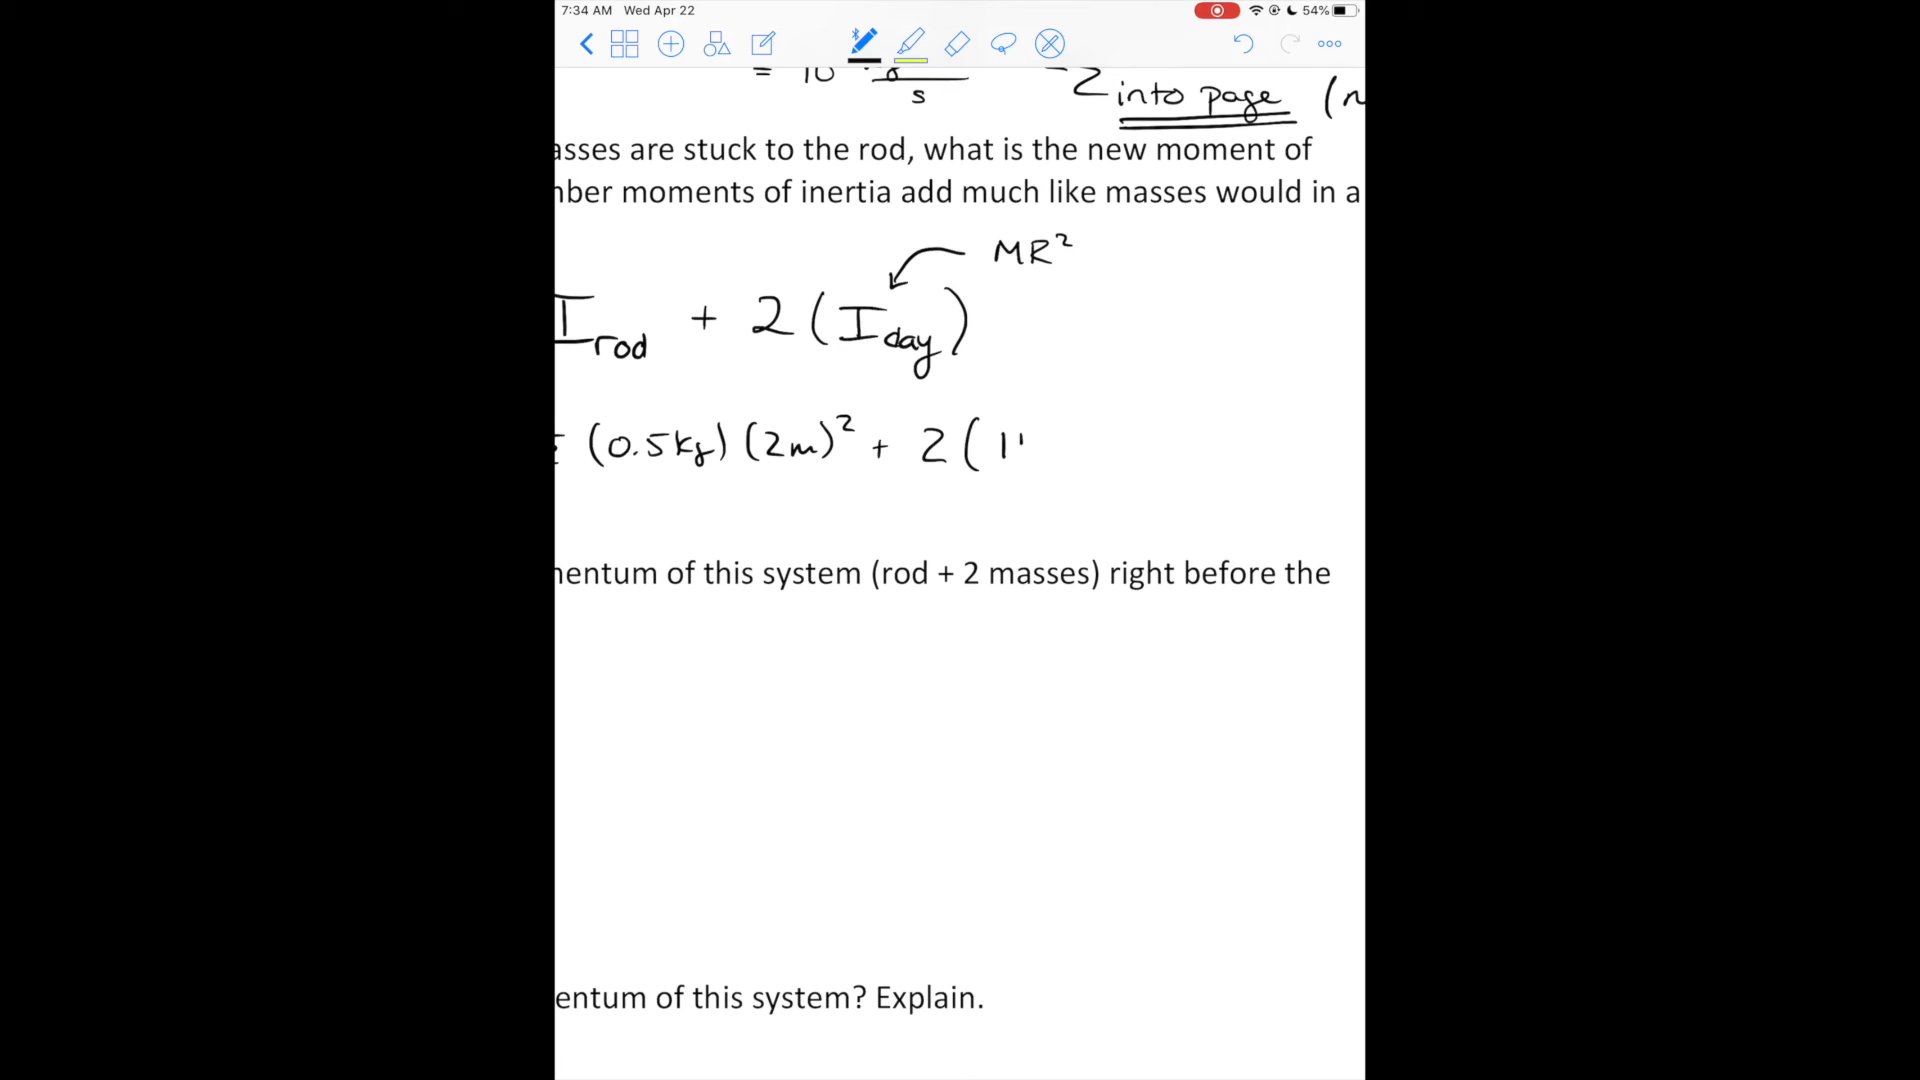 7:34 AM Wed Apr 22 54%
= 10
s
into page (n
asses are stuck to the rod, what is the new moment of
nber moments of inertia add much like masses would in a
MR²
I rod + 2 (I clay)
(0.5kg) (2m)² + 2 ( 1
nentum of this system (rod + 2 masses) right before the
entum of this system? Explain.